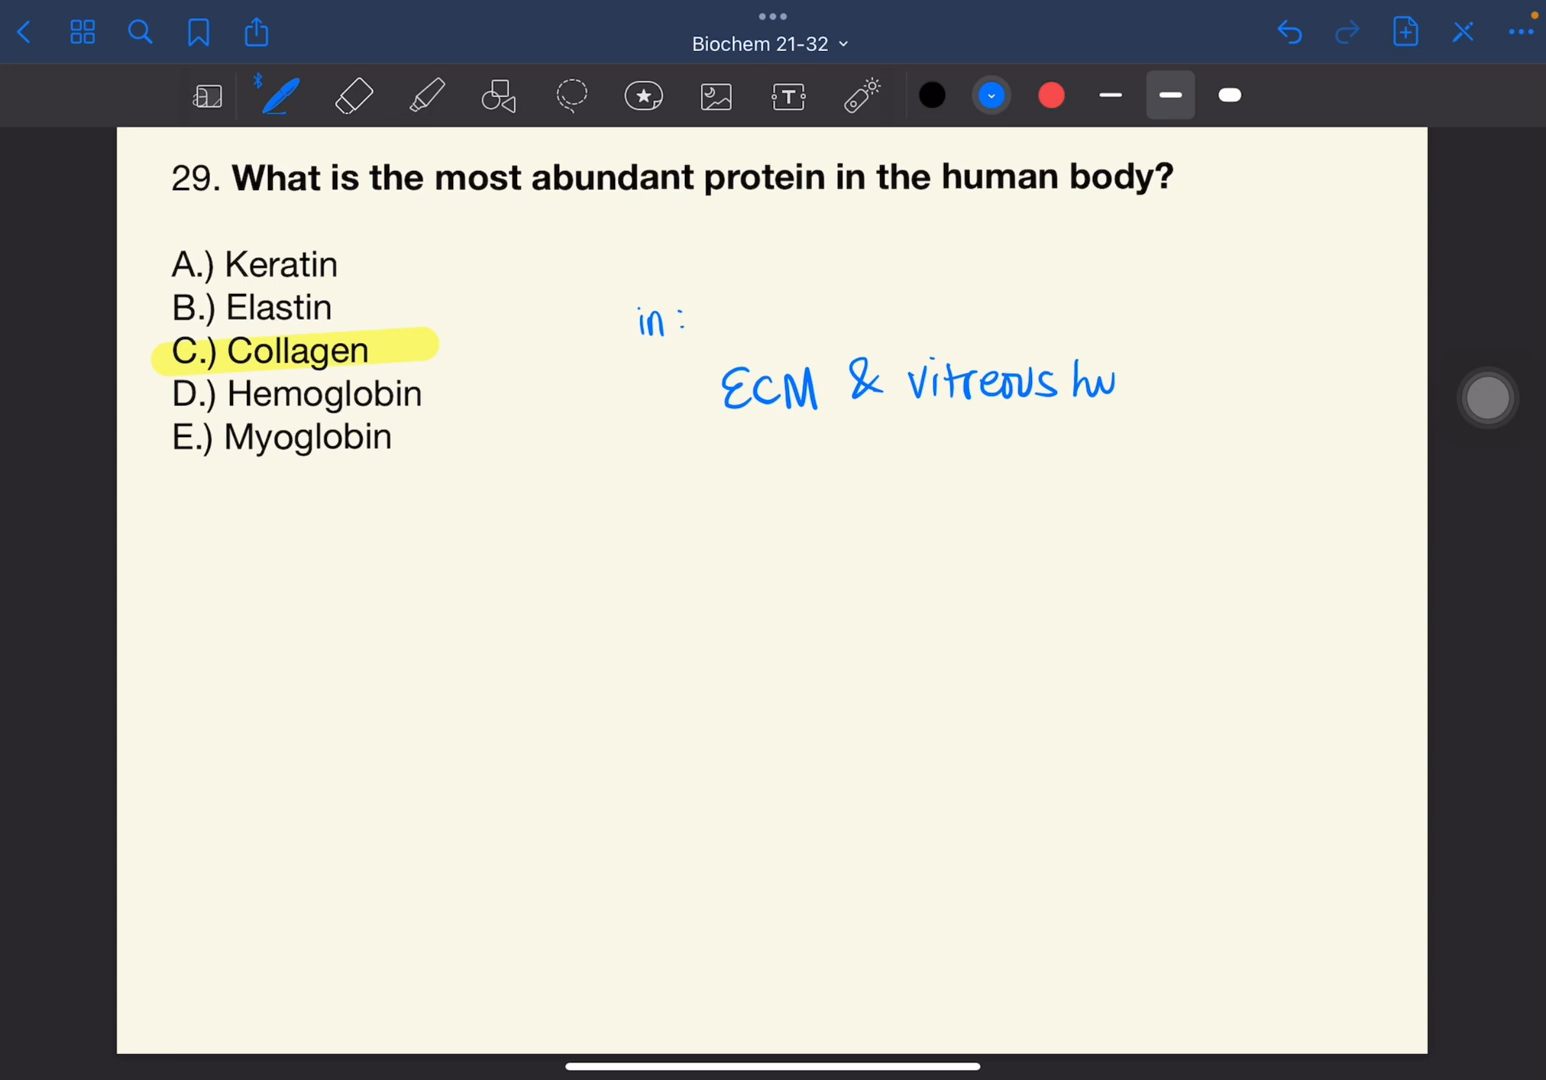 Biochem 21-32
29. What is the most abundant protein in the human body?
A.) Keratin
B.) Elastin
C.) Collagen
D.) Hemoglobin
E.) Myoglobin
in:
ECM & vitreous hu